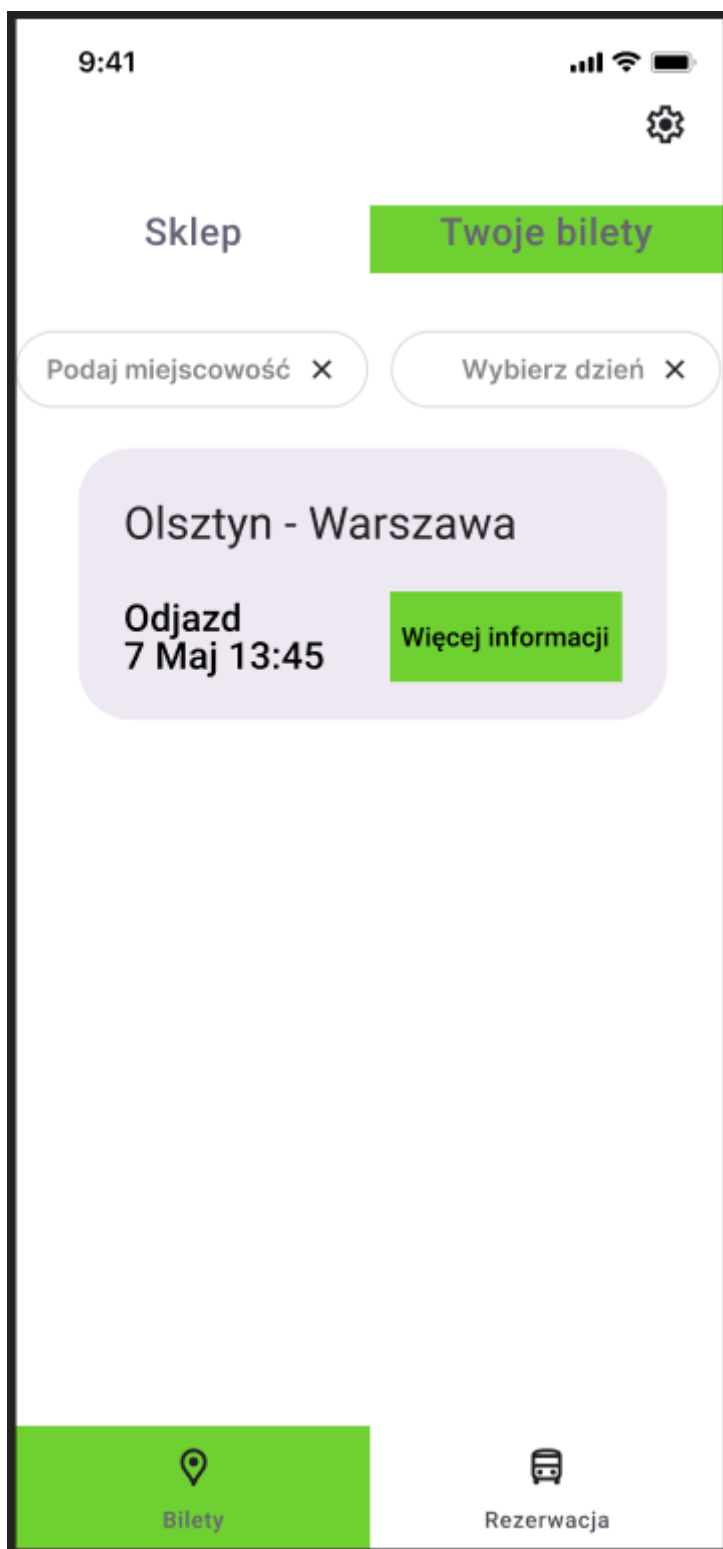 9:41
Sklep
Twoje bilety
Podaj miejscowość
Wybierz dzień
Olsztyn - Warszawa
Odjazd
7 Maj 13:45
Więcej informacji
Bilety
Rezerwacja